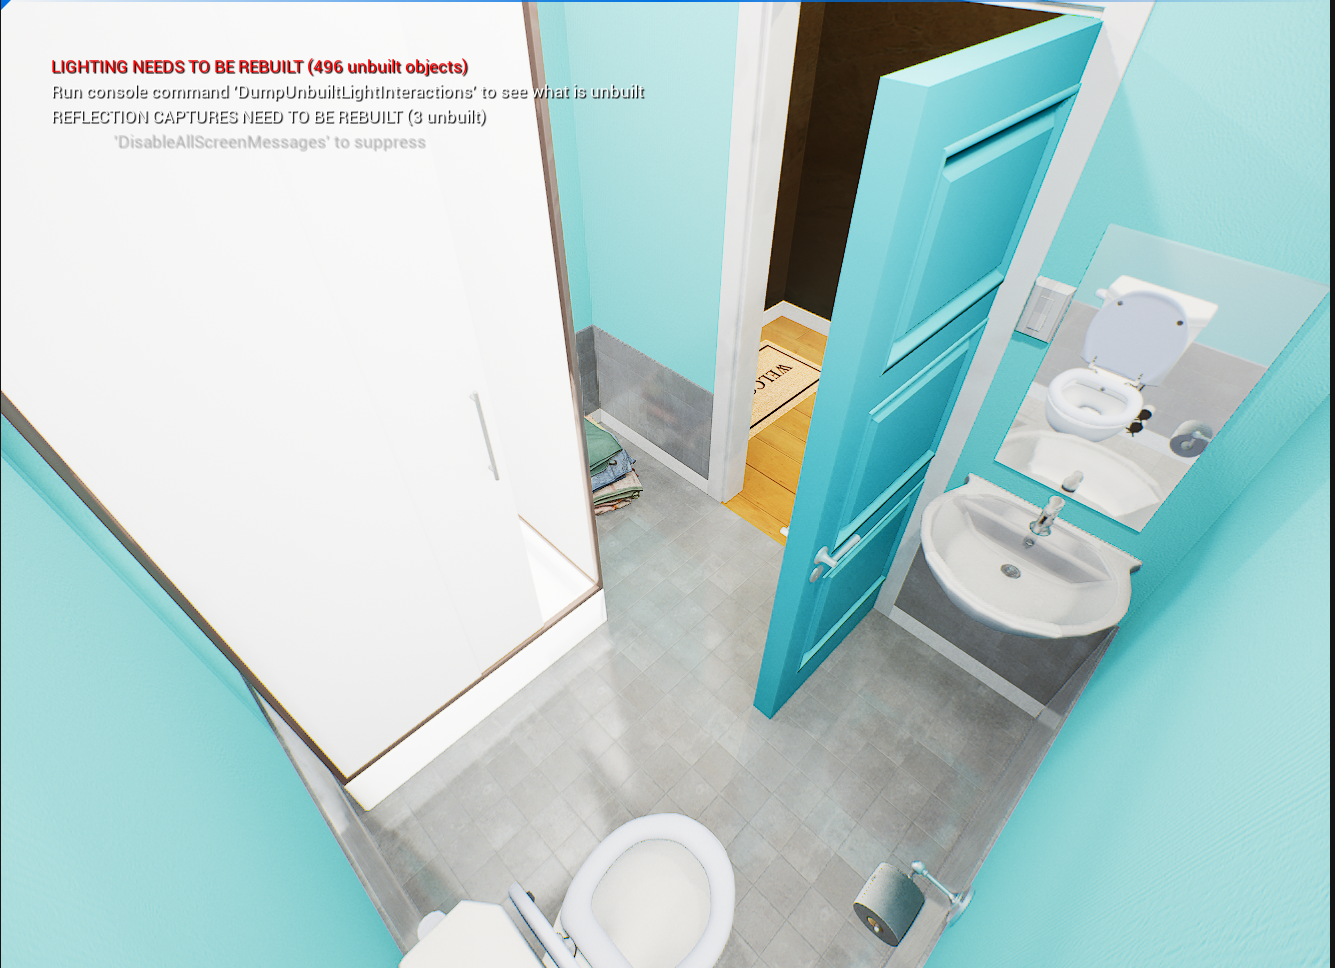 LIGHTING NEEDS TO BE REBUILT (496 unbuilt objects)
Run console command 'DumpUnbuiltLightInteractions' to see what is unbuilt
REFLECTION CAPTURES NEED TO BE REBUILT (3 unbuilt)
'DisableAllScreenMessages' to suppress